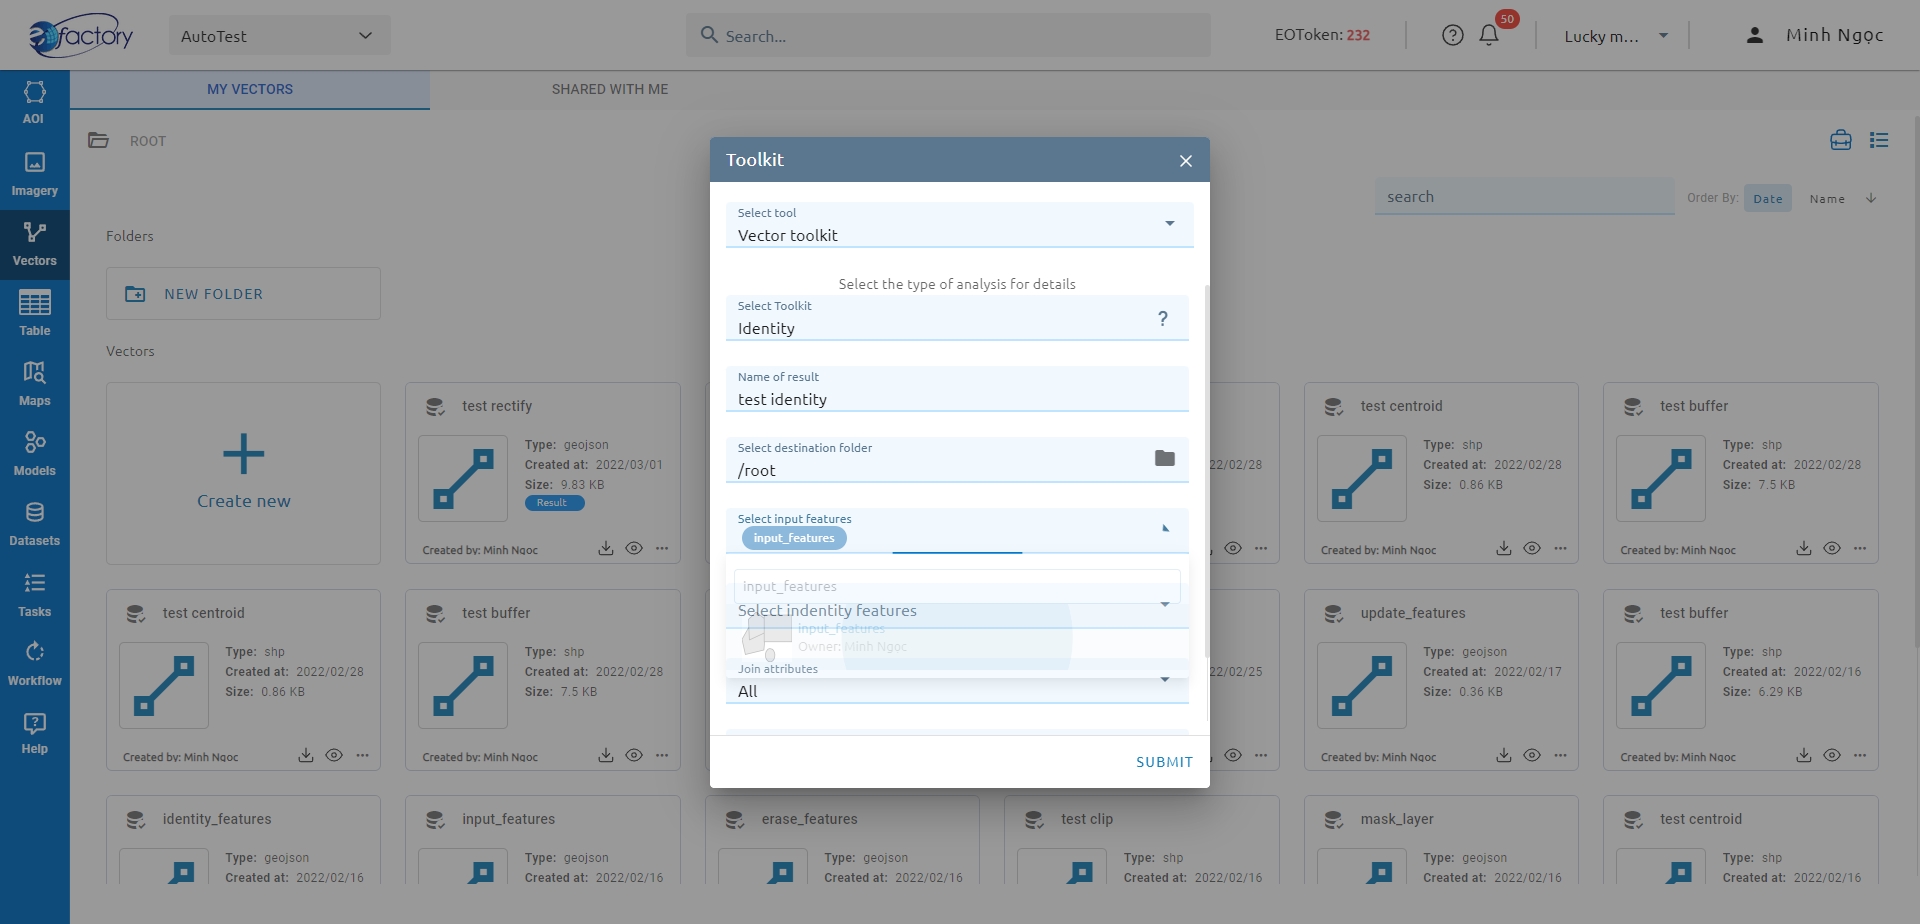 eofactory
AutoTest
Search...
EOToken: 232
50
Lucky m...
Minh Ngọc
AOI
Imagery
Vectors
Table
Maps
Models
Datasets
Tasks
Workflow
Help
MY VECTORS
SHARED WITH ME
ROOT
search
Order By:
Date
Name
Folders
NEW FOLDER
Vectors
Create new
test rectify
Type: geojson
Created at: 2022/03/01
Size: 9.83 KB
Result
Created by: Minh Ngọc
22/02/28
test centroid
Type: shp
Created at: 2022/02/28
Size: 0.86 KB
Created by: Minh Ngọc
test buffer
Type: shp
Created at: 2022/02/28
Size: 7.5 KB
Created by: Minh Ngọc
test centroid
Type: shp
Created at: 2022/02/28
Size: 0.86 KB
Created by: Minh Ngọc
test buffer
Type: shp
Created at: 2022/02/28
Size: 7.5 KB
Created by: Minh Ngọc
22/02/25
update_features
Type: geojson
Created at: 2022/02/17
Size: 0.36 KB
Created by: Minh Ngọc
test buffer
Type: shp
Created at: 2022/02/16
Size: 6.29 KB
Created by: Minh Ngọc
identity_features
Type: geojson
Created at: 2022/02/16
input_features
Type: geojson
Created at: 2022/02/16
erase_features
Type: geojson
Created at: 2022/02/16
test clip
Type: shp
Created at: 2022/02/16
mask_layer
Type: geojson
Created at: 2022/02/16
test centroid
Type: shp
Created at: 2022/02/16
Toolkit
Select tool
Vector toolkit
Select the type of analysis for details
Select Toolkit
Identity
?
Name of result
test identity
Select destination folder
/root
Select input features
input_features
input_features
Select indentity features
input_features
Owner: Minh Ngọc
Join attributes
All
SUBMIT